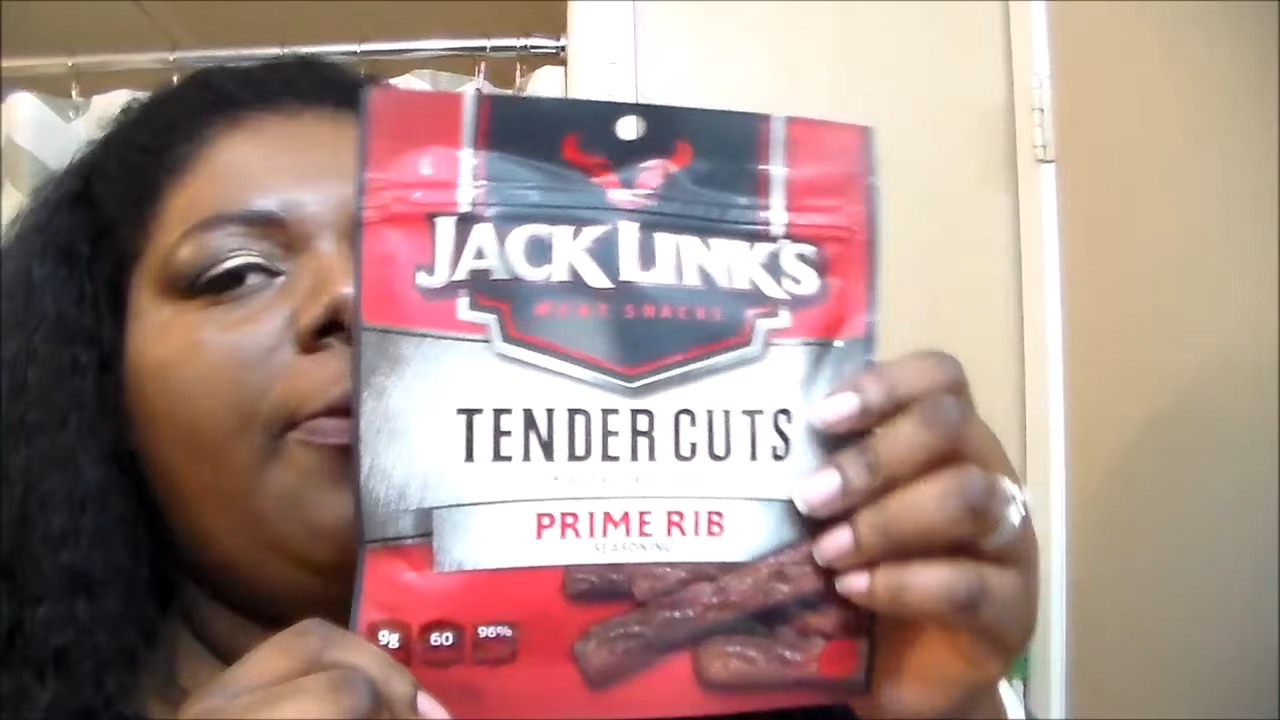 JACK LINK'S
MEAT SNACKS
TENDER CUTS
PRIME RIB
SEASONING
9g 60 96%